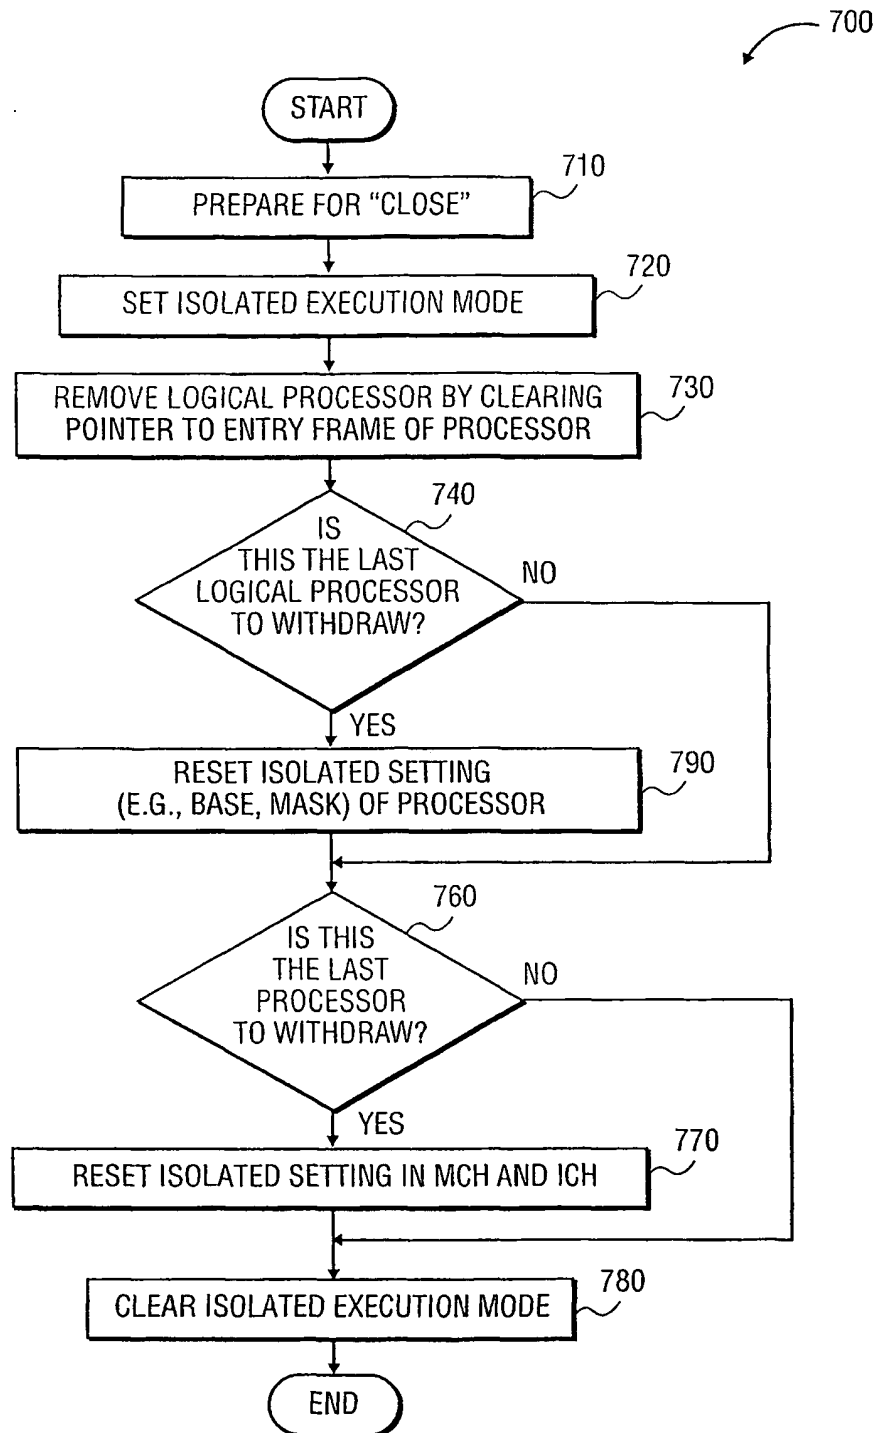 700
START
710
PREPARE FOR “CLOSE”
720
SET ISOLATED EXECUTION MODE
730
REMOVE LOGICAL PROCESSOR BY CLEARING
POINTER TO ENTRY FRAME OF PROCESSOR
740
IS
THIS THE LAST
LOGICAL PROCESSOR
TO WITHDRAW?
NO
YES
790
RESET ISOLATED SETTING
(E.G., BASE, MASK) OF PROCESSOR
760
IS THIS
THE LAST
PROCESSOR
TO WITHDRAW?
NO
YES
770
RESET ISOLATED SETTING IN MCH AND ICH
780
CLEAR ISOLATED EXECUTION MODE
END